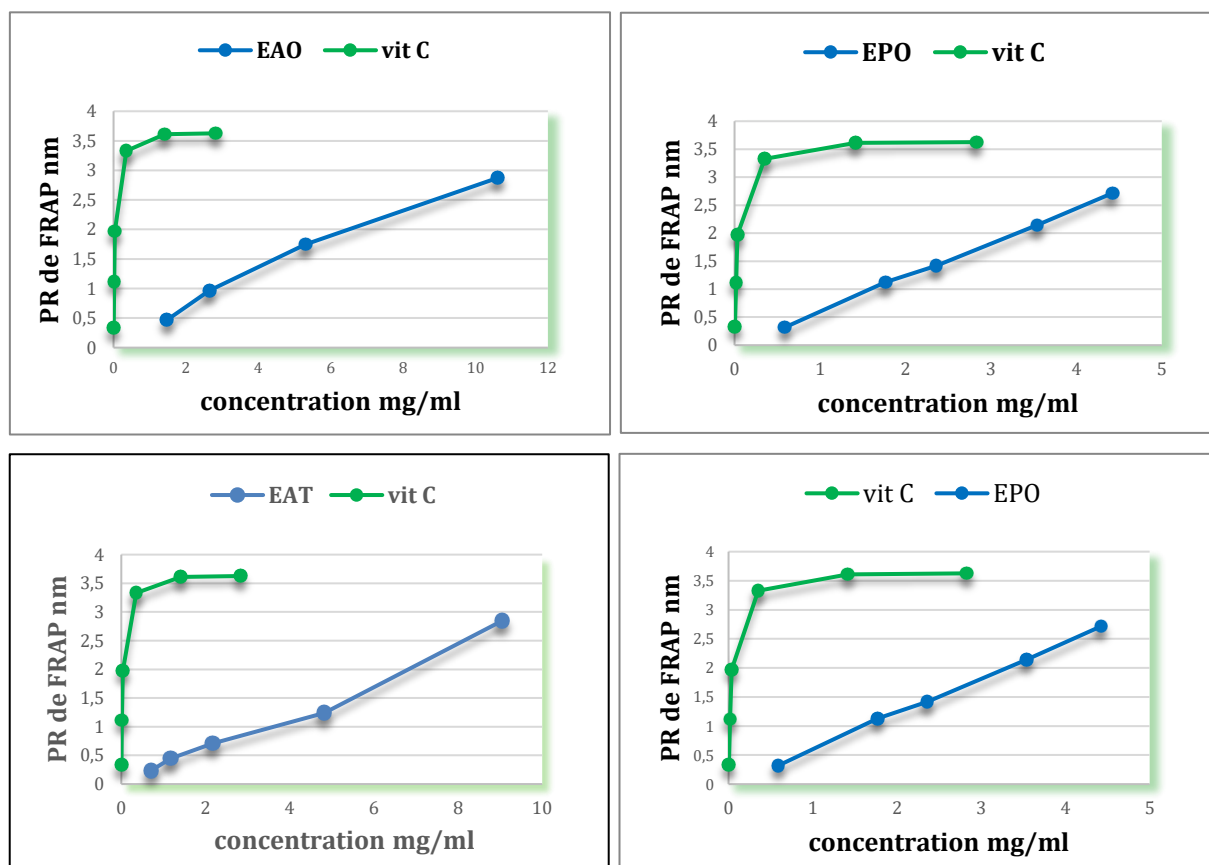 EAO vit C
PR de FRAP nm
4
3,5
3
2,5
2
1,5
1
0,5
0
0 2 4 6 8 10 12
concentration mg/ml
EPO vit C
PR de FRAP nm
4
3,5
3
2,5
2
1,5
1
0,5
0
0 1 2 3 4 5
concentration mg/ml
EAT vit C
PR de FRAP nm
4
3,5
3
2,5
2
1,5
1
0,5
0
0 2 4 6 8 10
concentration mg/ml
vit C EPO
PR de FRAP nm
4
3,5
3
2,5
2
1,5
1
0,5
0
0 1 2 3 4 5
concentration mg/ml